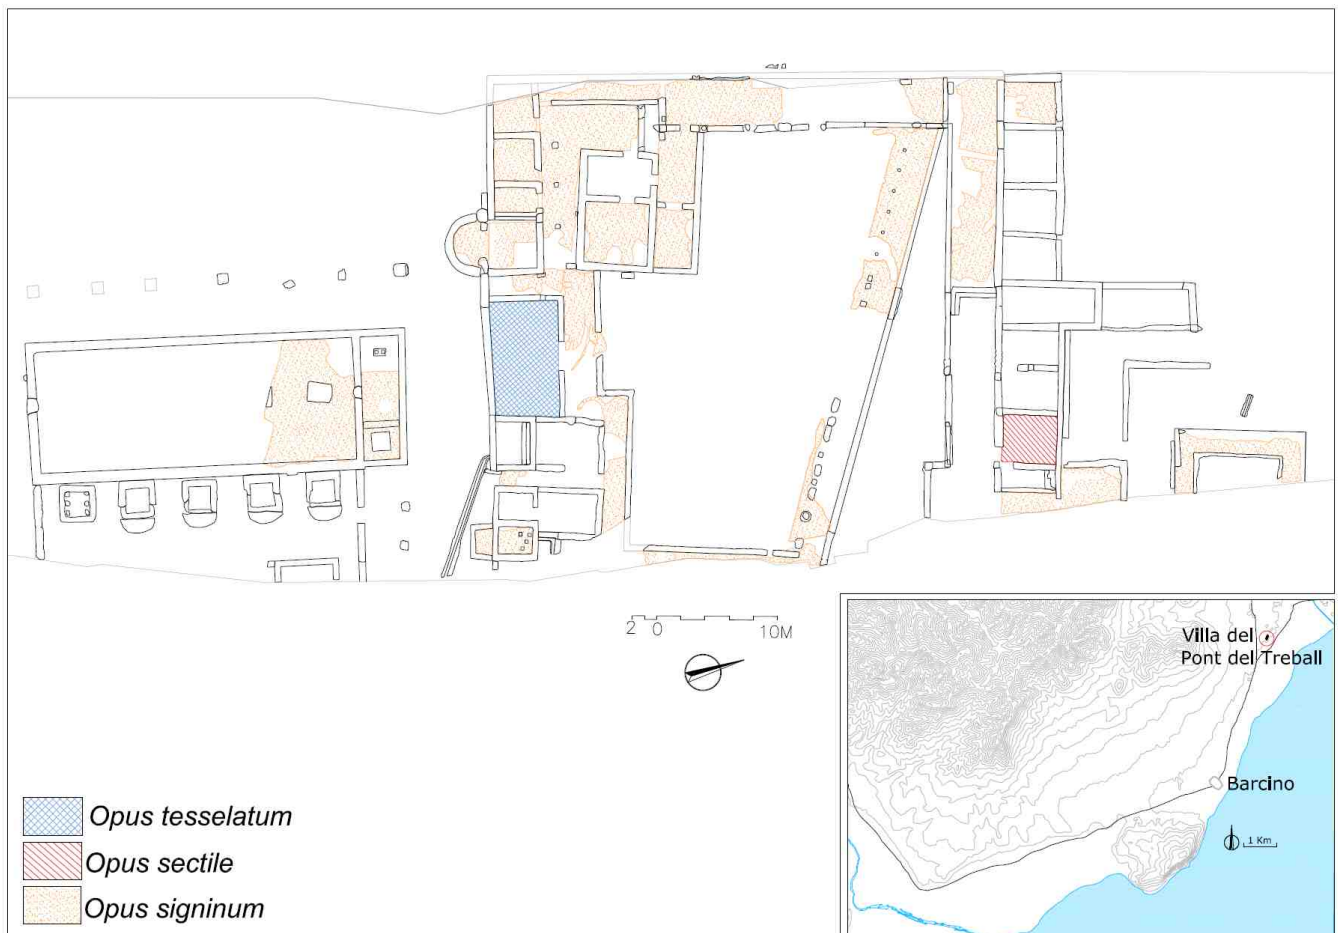 2 0 10M
Opus tesselatum
Opus sectile
Opus signinum
Villa del
Pont del Treball
Barcino
1 Km